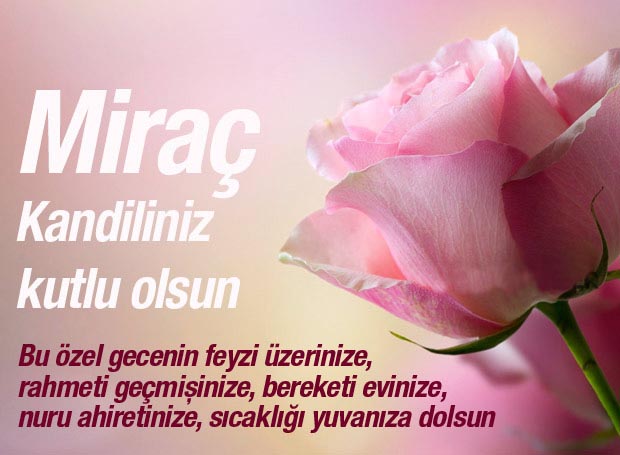 Miraç
Kandiliniz
kutlu olsun
Bu özel gecenin feyzi üzerinize,
rahmeti geçmişinize, bereketi evinize,
nuru ahiretinize, sıcaklığı yuvanıza dolsun